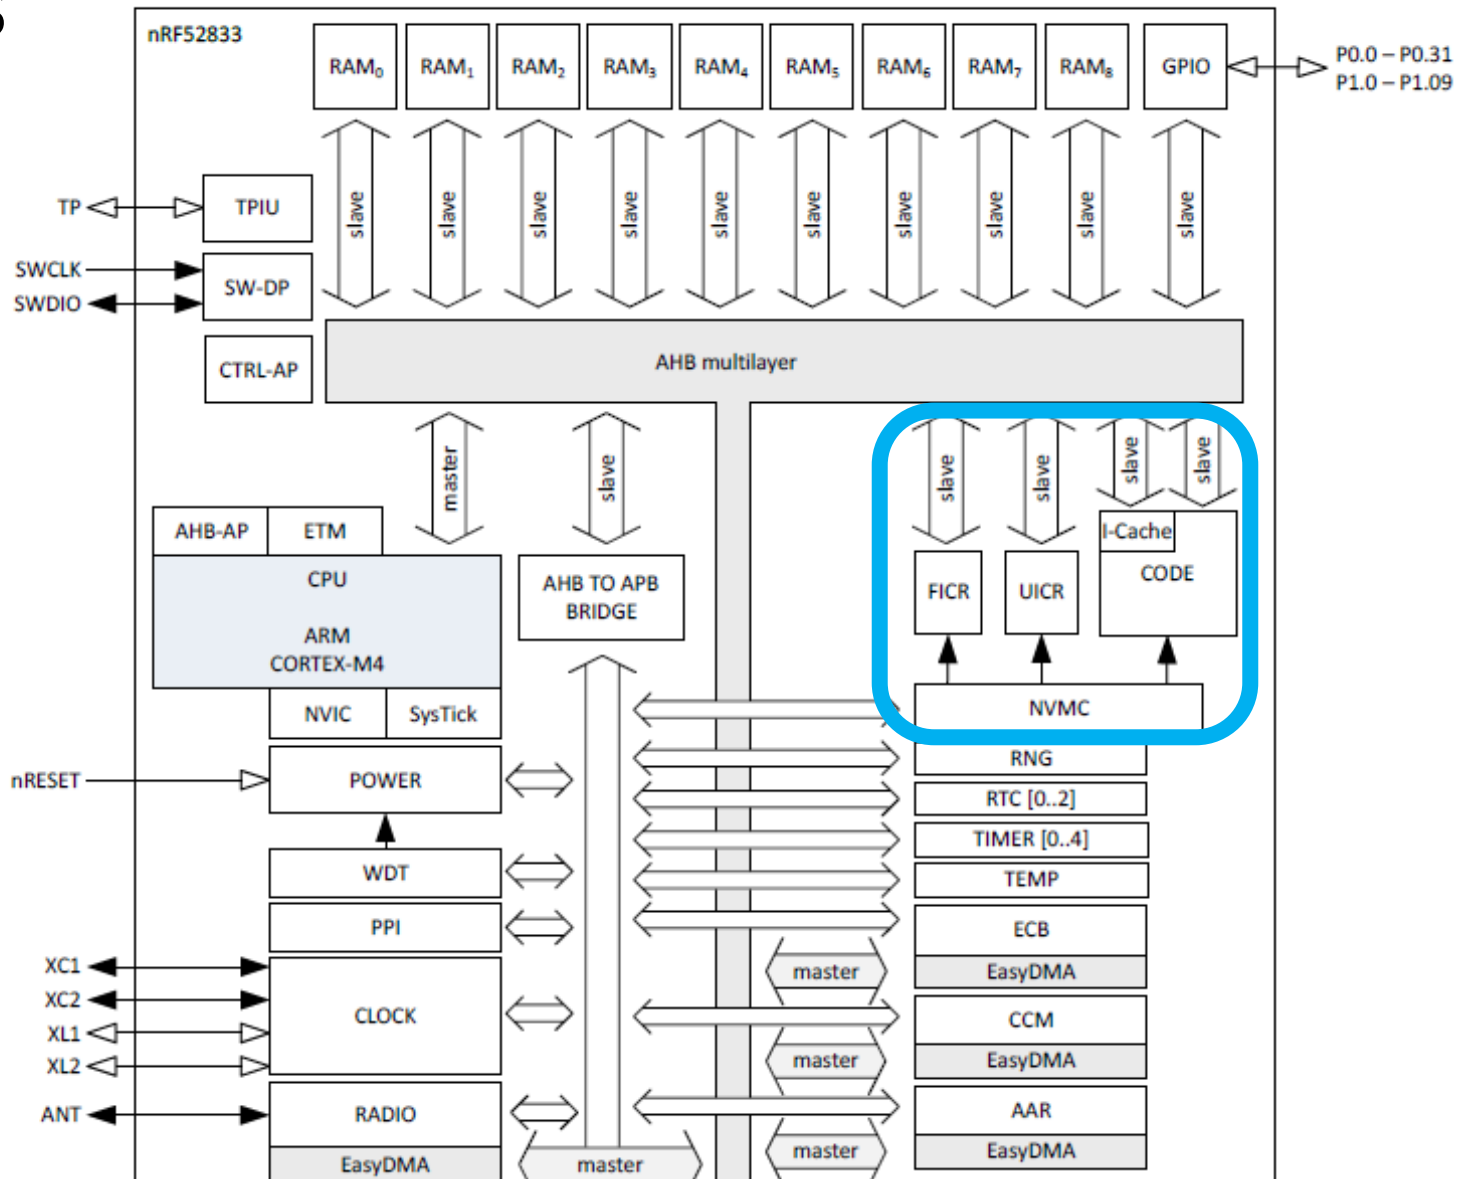 nRF52833
RAM0
RAM1
RAM2
RAM3
RAM4
RAM5
RAM6
RAM7
RAM8
GPIO
P0.0 – P0.31
P1.0 – P1.09
slave
slave
slave
slave
slave
slave
slave
slave
slave
slave
TP
TPIU
SWCLK
SWDIO
SW-DP
CTRL-AP
AHB multilayer
master
slave
slave
slave
slave
slave
AHB-AP
ETM
CPU
ARM
CORTEX-M4
NVIC
SysTick
AHB TO APB
BRIDGE
FICR
UICR
I-Cache
CODE
NVMC
nRESET
POWER
RNG
RTC [0..2]
WDT
TIMER [0..4]
TEMP
PPI
ECB
master
EasyDMA
XC1
XC2
XL1
XL2
CLOCK
CCM
master
EasyDMA
ANT
RADIO
EasyDMA
master
AAR
master
EasyDMA